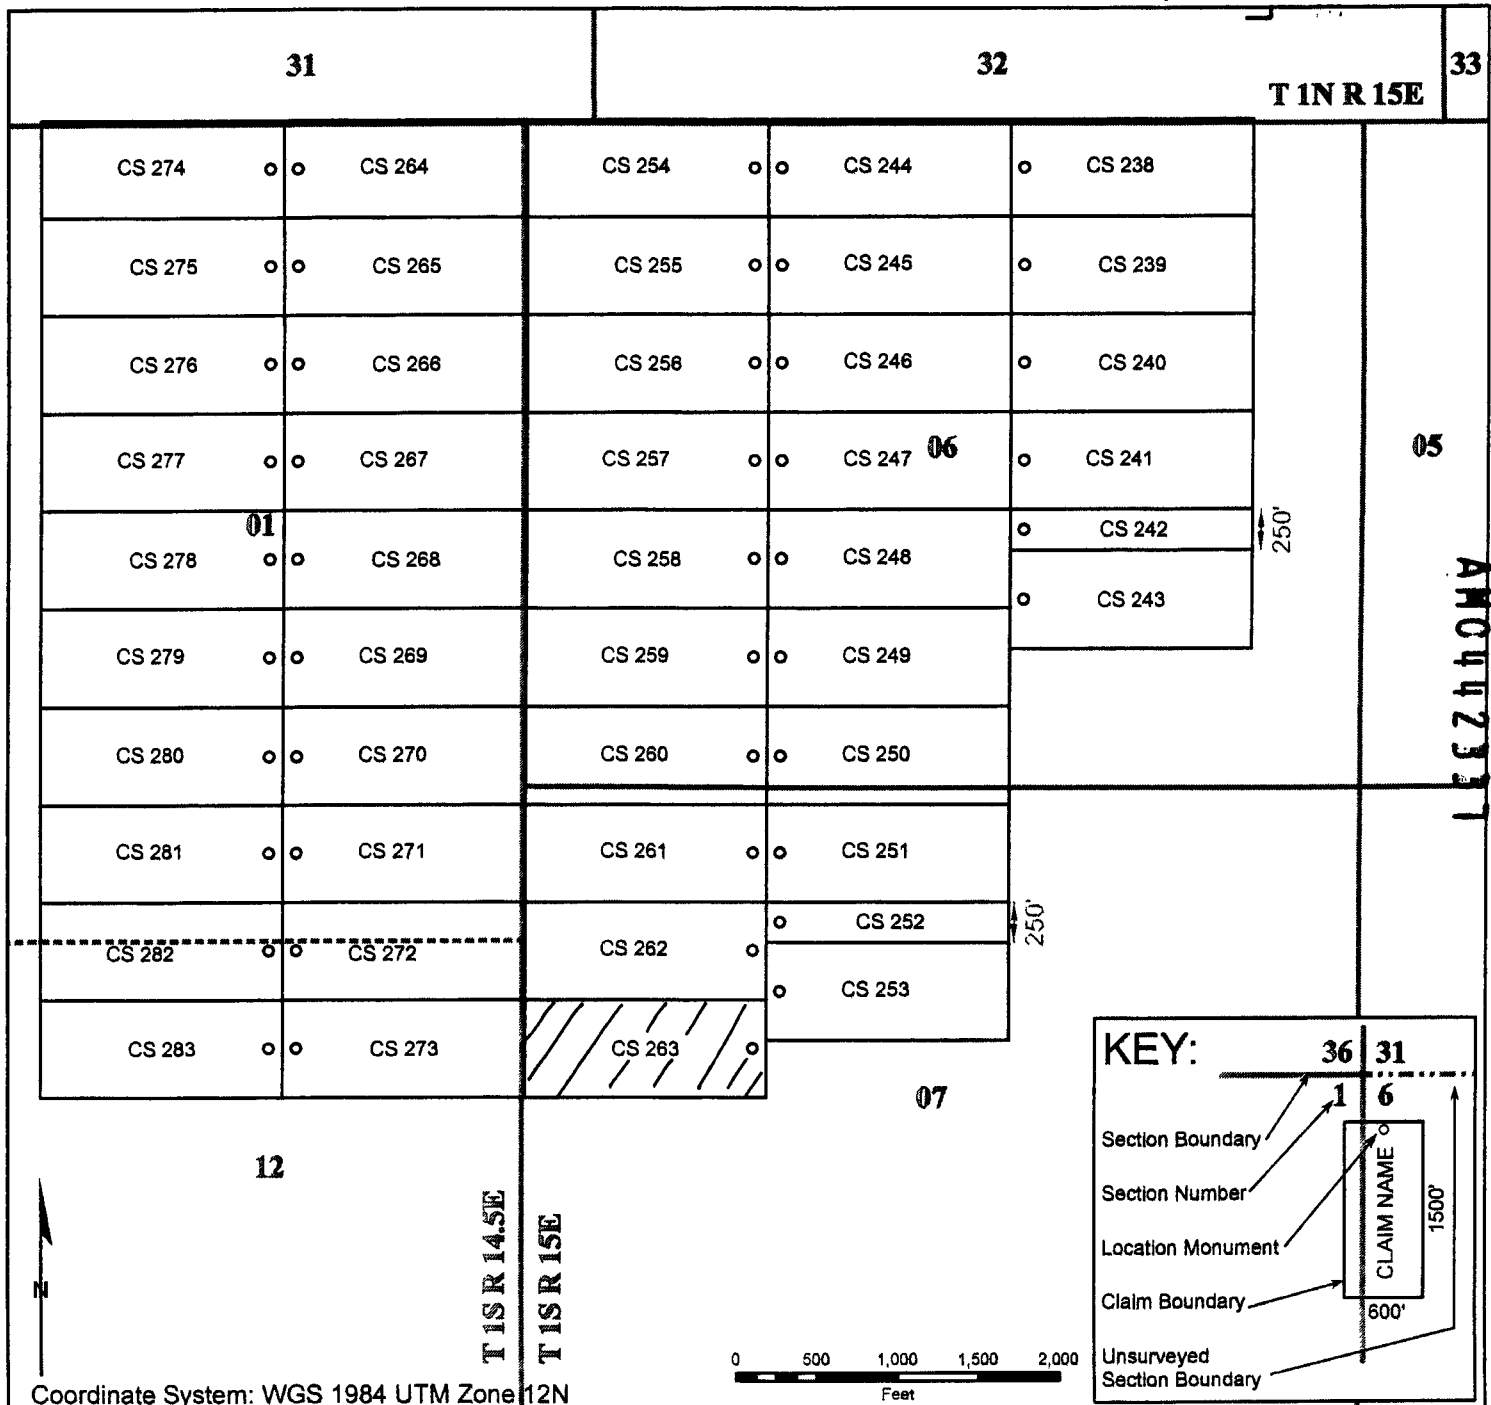 31 32 33
T 1N R 15E
CS 274 CS 264 CS 254 CS 244 CS 238
CS 275 CS 265 CS 255 CS 245 CS 239
CS 276 CS 266 CS 256 CS 246 CS 240
CS 277 CS 267 CS 257 CS 247 06 CS 241 05
01
CS 278 CS 268 CS 258 CS 248 CS 242 250'
CS 243
CS 279 CS 269 CS 259 CS 249
CS 280 CS 270 CS 260 CS 250
CS 281 CS 271 CS 261 CS 251
CS 252 250'
CS 282 CS 272 CS 262
CS 253
CS 283 CS 273 CS 263
07
12
T 1S R 14.5E
T 1S R 15E
N
Coordinate System: WGS 1984 UTM Zone 12N
0 500 1,000 1,500 2,000
Feet
KEY:
36 31
1 6
Section Boundary
Section Number
Location Monument
Claim Boundary
Unsurveyed
Section Boundary
CLAIM NAME
1500'
600'